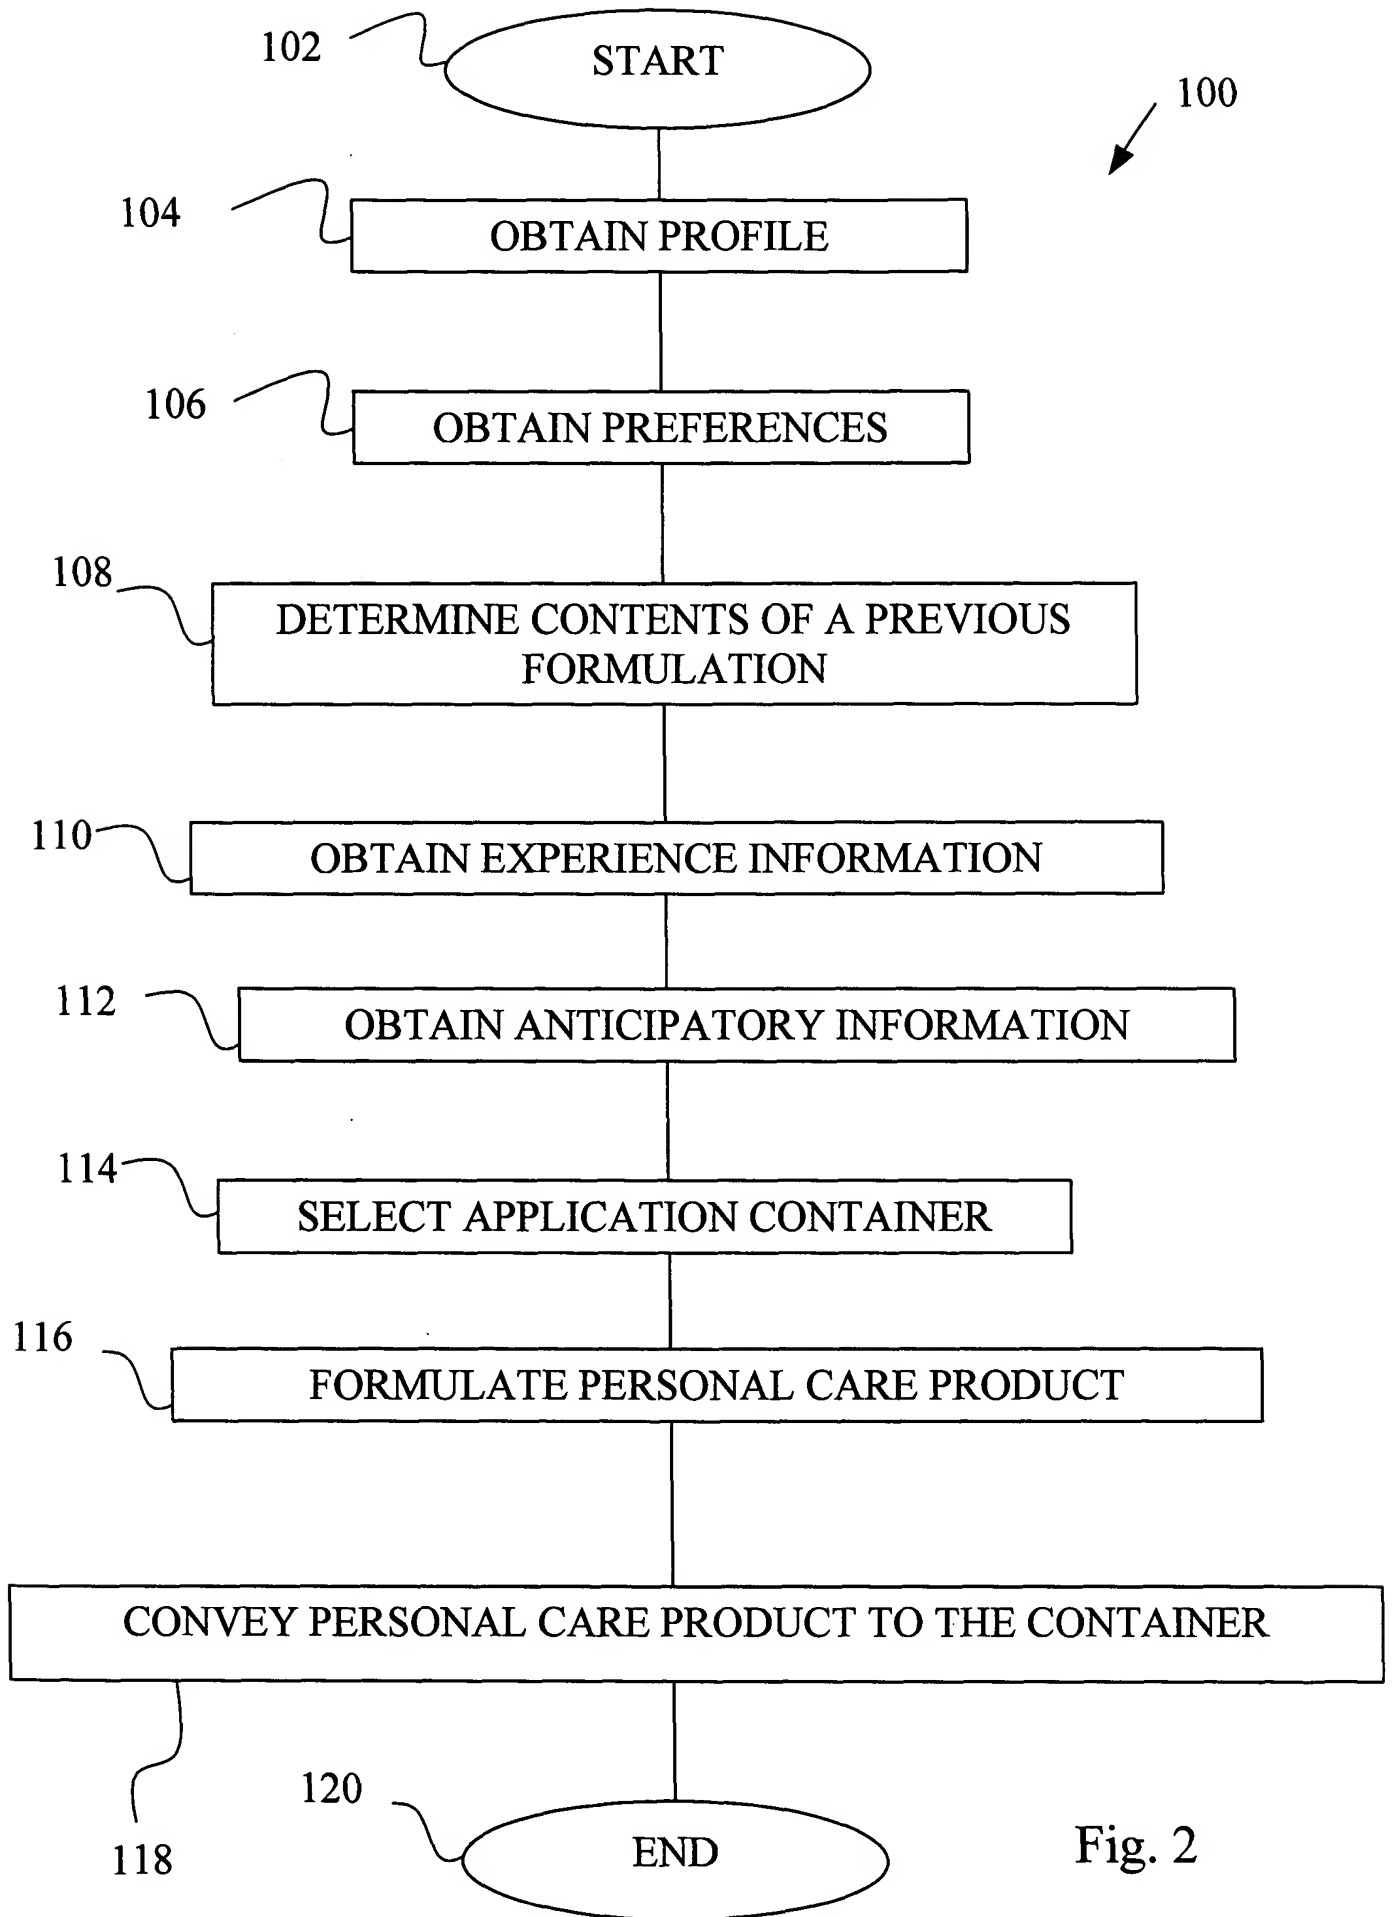 102
START
100
104
OBTAIN PROFILE
106
OBTAIN PREFERENCES
108
DETERMINE CONTENTS OF A PREVIOUS
FORMULATION
110
OBTAIN EXPERIENCE INFORMATION
112
OBTAIN ANTICIPATORY INFORMATION
114
SELECT APPLICATION CONTAINER
116
FORMULATE PERSONAL CARE PRODUCT
CONVEY PERSONAL CARE PRODUCT TO THE CONTAINER
118
120
END
Fig. 2